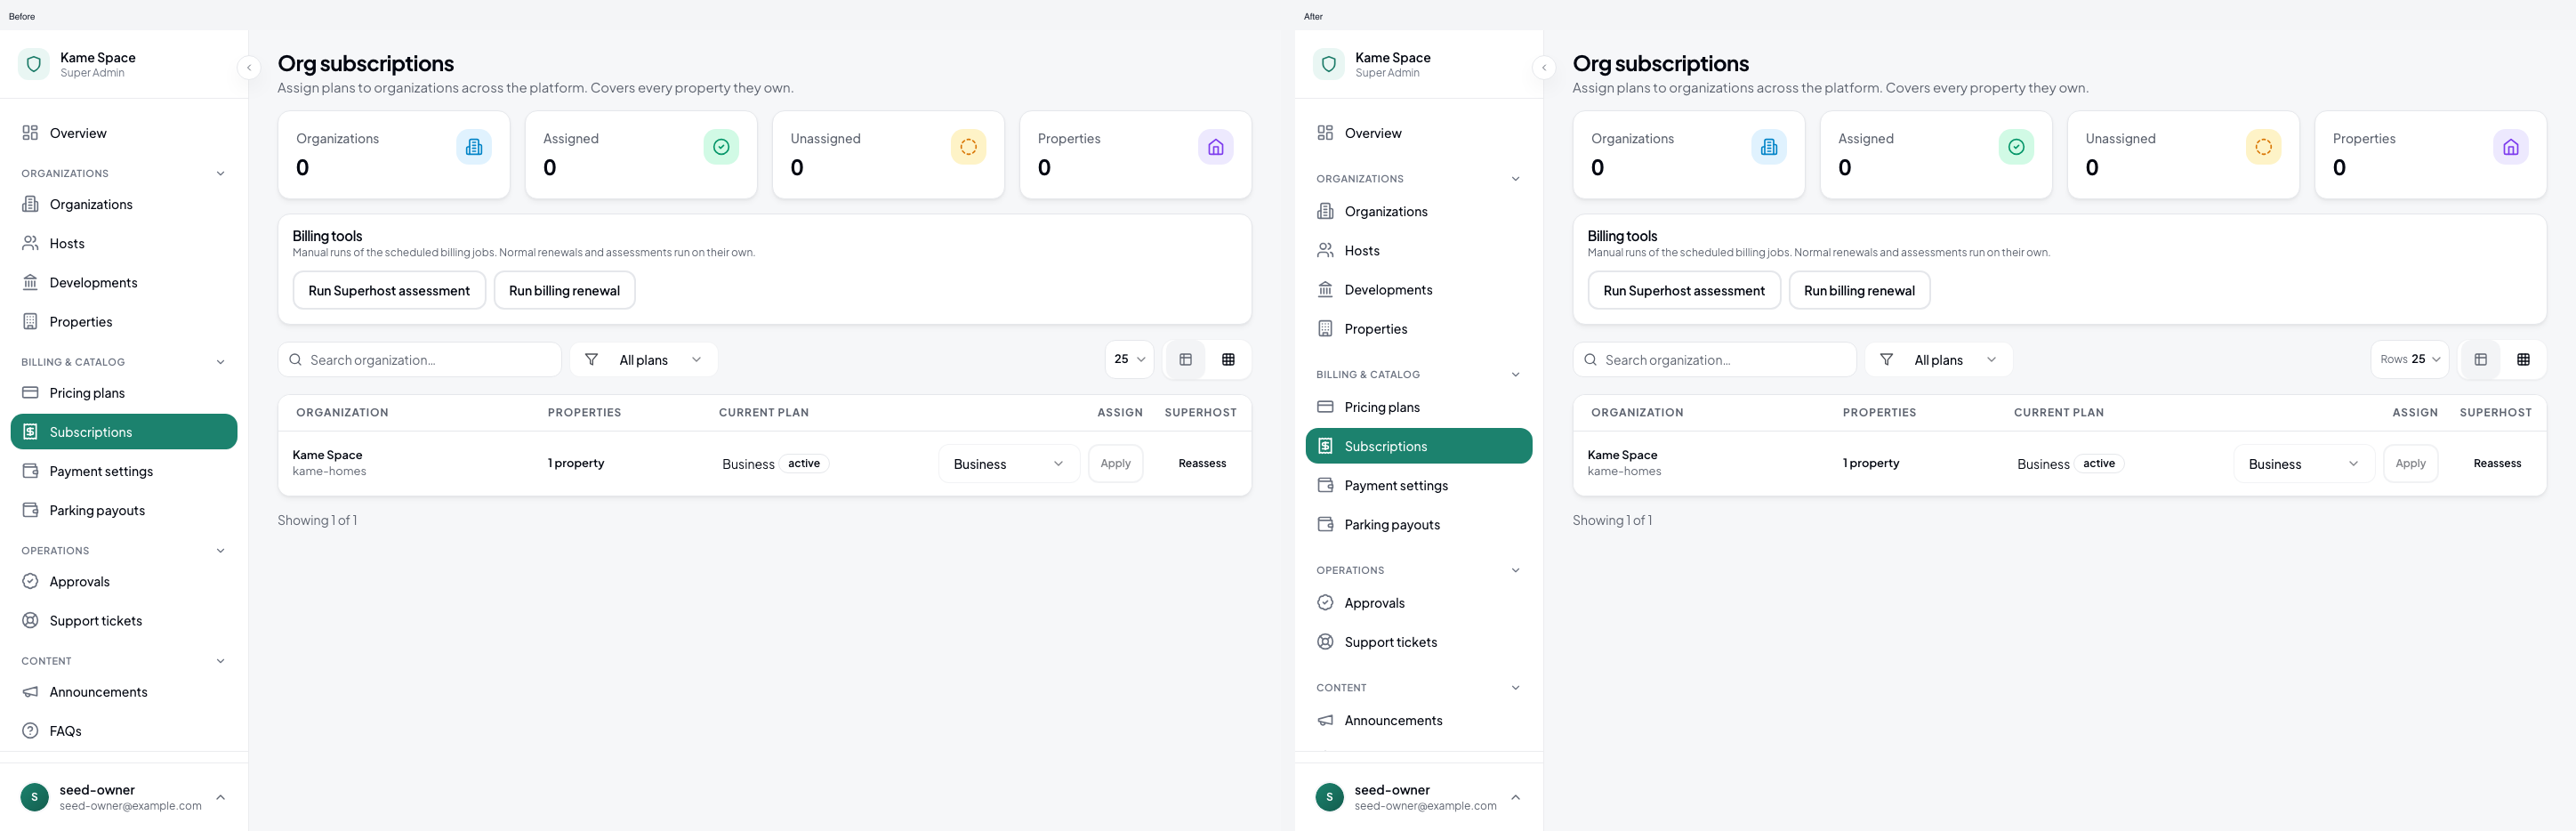 Before
Kame Space
Super Admin
Overview
ORGANIZATIONS
Organizations
Hosts
Developments
Properties
BILLING & CATALOG
Pricing plans
Subscriptions
Payment settings
Parking payouts
OPERATIONS
Approvals
Support tickets
CONTENT
Announcements
FAQs
S
seed-owner
seed-owner@example.com
Org subscriptions
Assign plans to organizations across the platform. Covers every property they own.
Organizations
0
Assigned
0
Unassigned
0
Properties
0
Billing tools
Manual runs of the scheduled billing jobs. Normal renewals and assessments run on their own.
Run Superhost assessment
Run billing renewal
Search organization...
All plans
25
ORGANIZATION PROPERTIES CURRENT PLAN ASSIGN SUPERHOST
Kame Space
kame-homes
1 property
Business active
Business
Apply
Reassess
Showing 1 of 1
After
Kame Space
Super Admin
Overview
ORGANIZATIONS
Organizations
Hosts
Developments
Properties
BILLING & CATALOG
Pricing plans
Subscriptions
Payment settings
Parking payouts
OPERATIONS
Approvals
Support tickets
CONTENT
Announcements
S
seed-owner
seed-owner@example.com
Org subscriptions
Assign plans to organizations across the platform. Covers every property they own.
Organizations
0
Assigned
0
Unassigned
0
Properties
0
Billing tools
Manual runs of the scheduled billing jobs. Normal renewals and assessments run on their own.
Run Superhost assessment
Run billing renewal
Search organization...
All plans
Rows 25
ORGANIZATION PROPERTIES CURRENT PLAN ASSIGN SUPERHOST
Kame Space
kame-homes
1 property
Business active
Business
Apply
Reassess
Showing 1 of 1